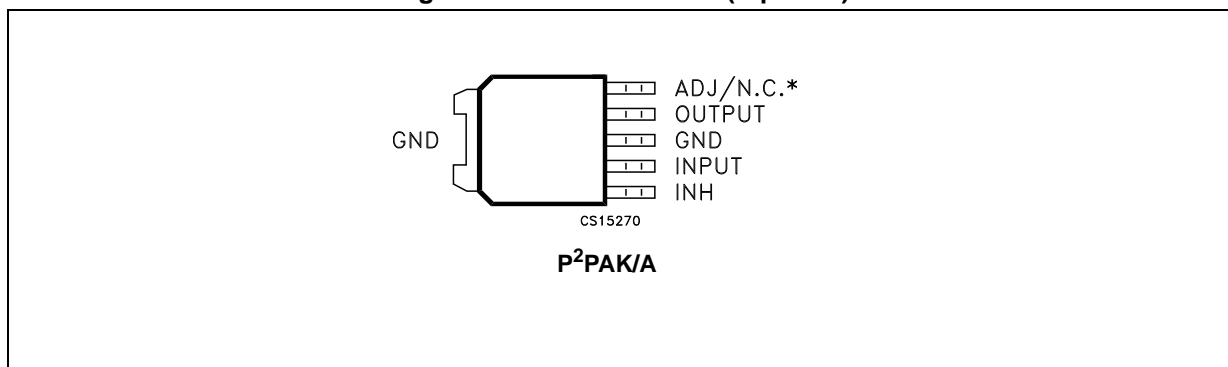 ADJ/N.C.*
OUTPUT
GND
GND
INPUT
INH
CS15270
P²PAK/A